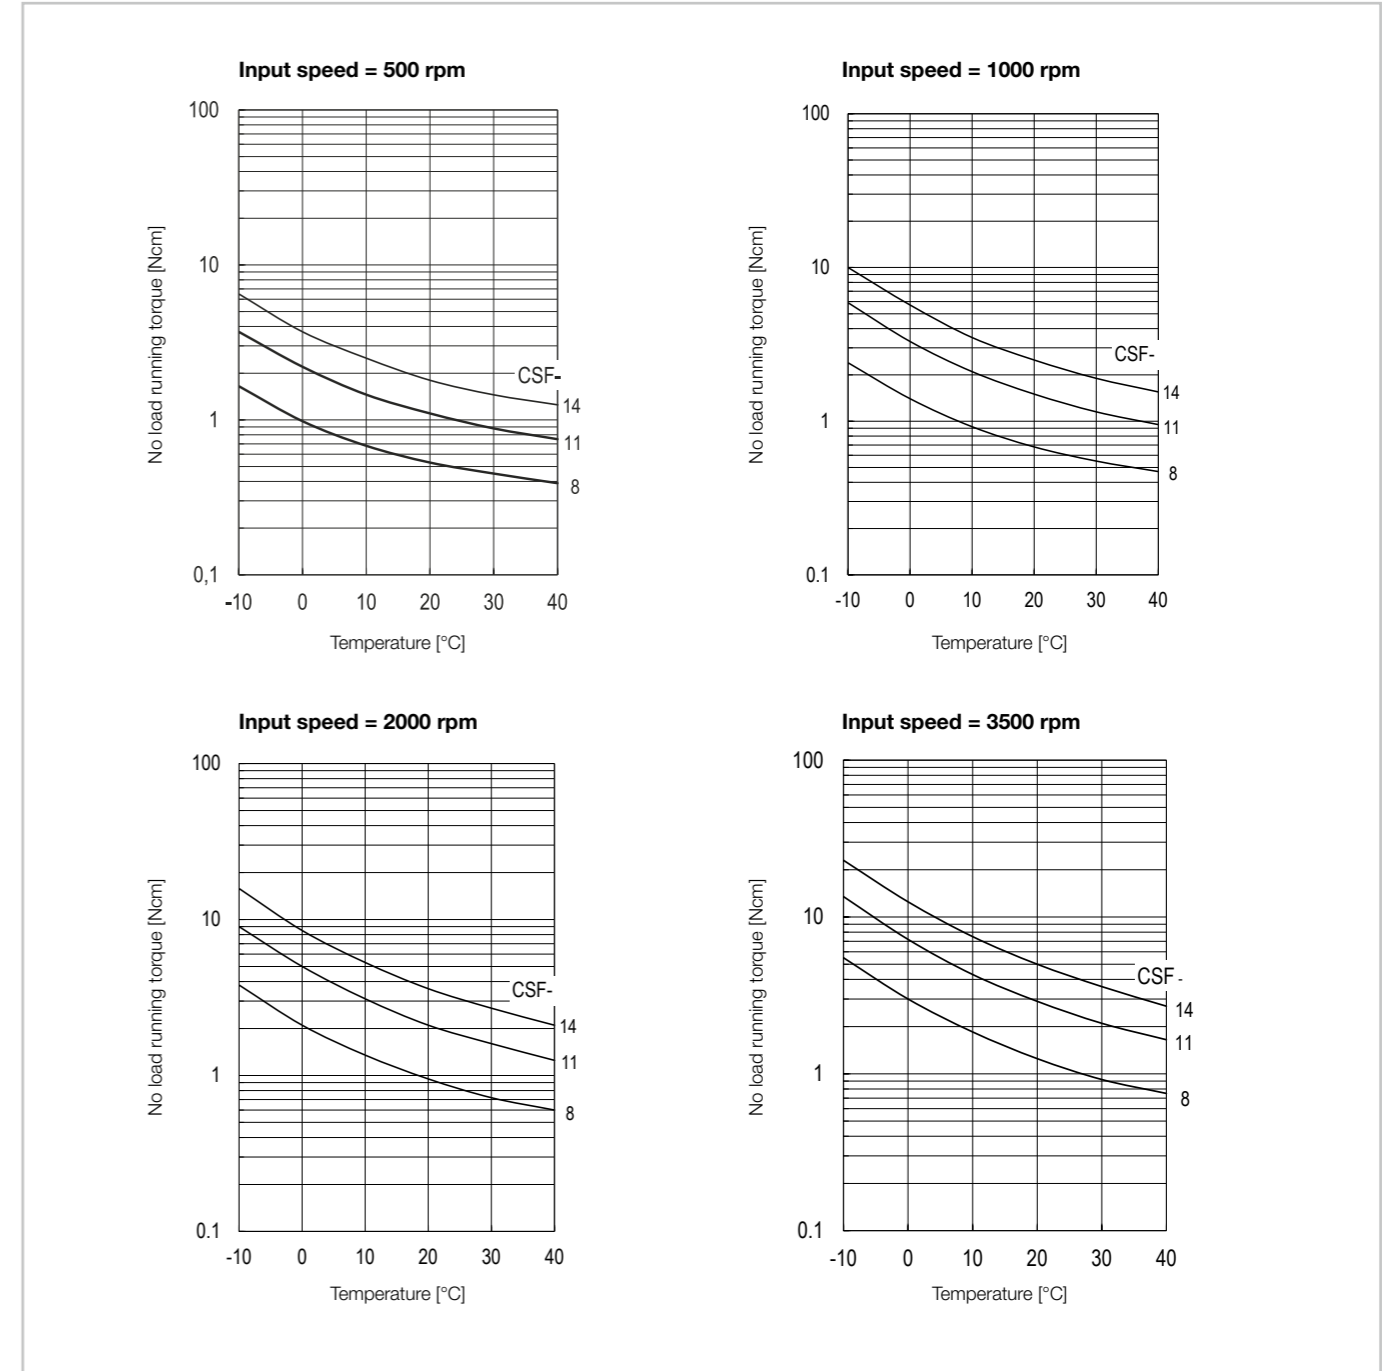 Input speed = 500 rpm
100
10
1
0,1
No load running torque [Ncm]
CSF-
14
11
8
-10 0 10 20 30 40
Temperature [°C]
Input speed = 1000 rpm
100
10
1
0.1
No load running torque [Ncm]
CSF-
14
11
8
-10 0 10 20 30 40
Temperature [°C]
Input speed = 2000 rpm
100
10
1
0.1
No load running torque [Ncm]
CSF-
14
11
8
-10 0 10 20 30 40
Temperature [°C]
Input speed = 3500 rpm
100
10
1
0.1
No load running torque [Ncm]
CSF -
14
11
8
-10 0 10 20 30 40
Temperature [°C]